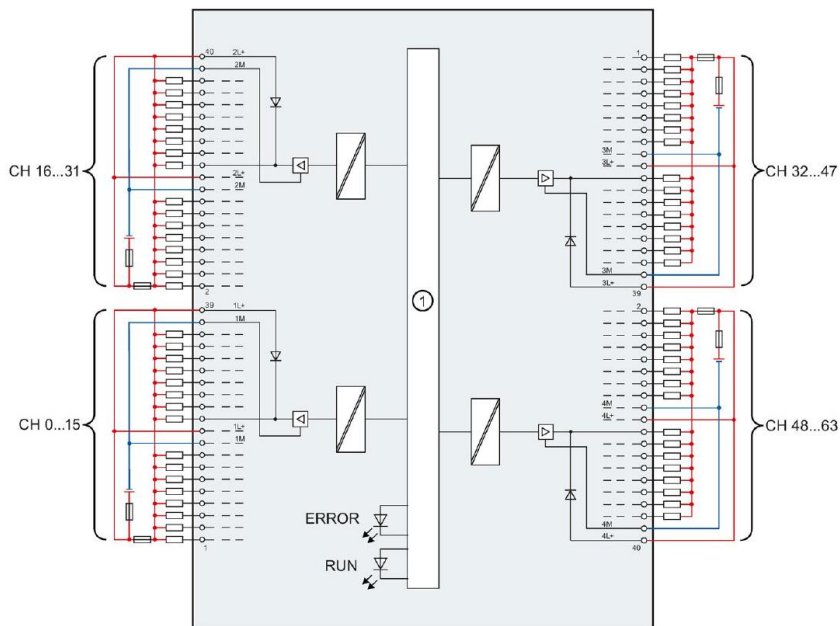 40
2L+
2M
CH 16...31
2L+
2M
2
39
1L+
1M
CH 0...15
1L+
1M
1
1
1
3M
3L+
CH 32...47
3M
3L+
39
2
4M
4L+
CH 48...63
4M
4L+
40
ERROR
RUN